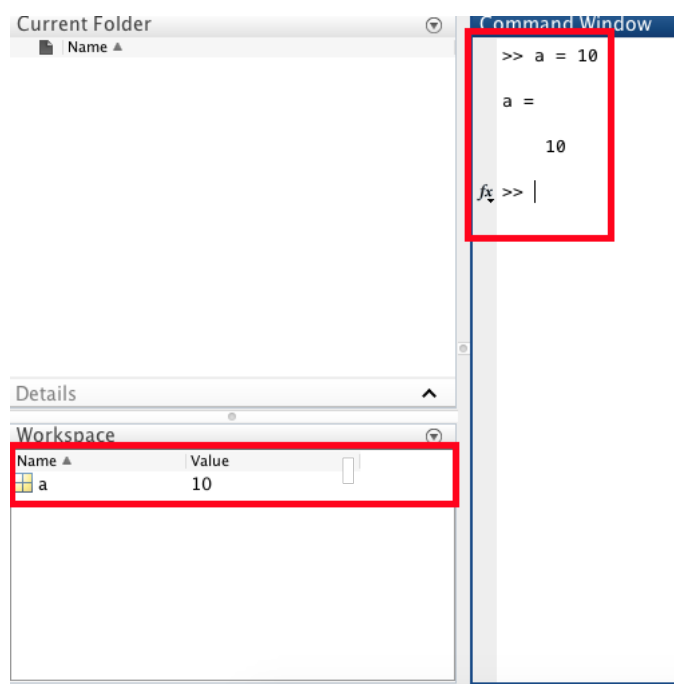 Current Folder
Name
Details
Workspace
Name Value
a 10
Command Window
>> a = 10
a =
10
fx >>